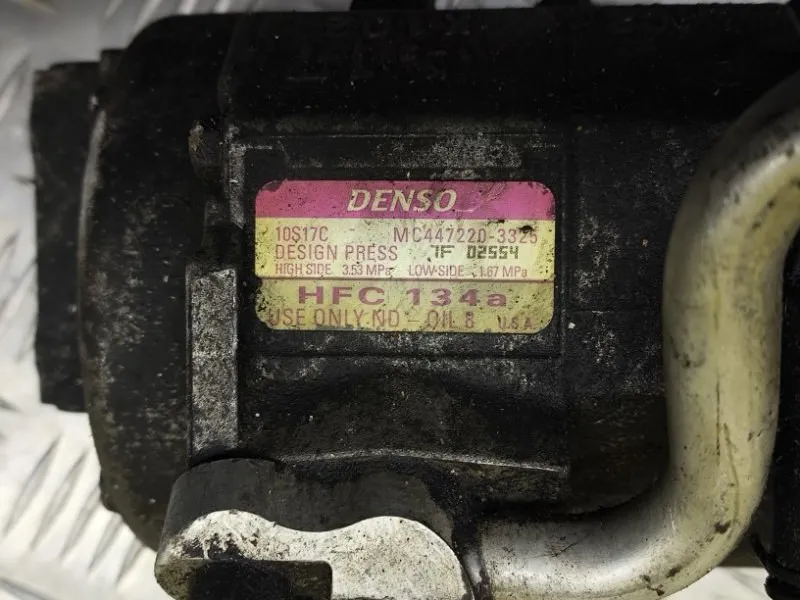 DENSO
10S17C MC447220-3325
DESIGN PRESS 7F 02554
HIGH SIDE 3.53 MPa LOW SIDE 1.67 MPa
HFC 134a
USE ONLY ND-OIL 8 U.S.A.